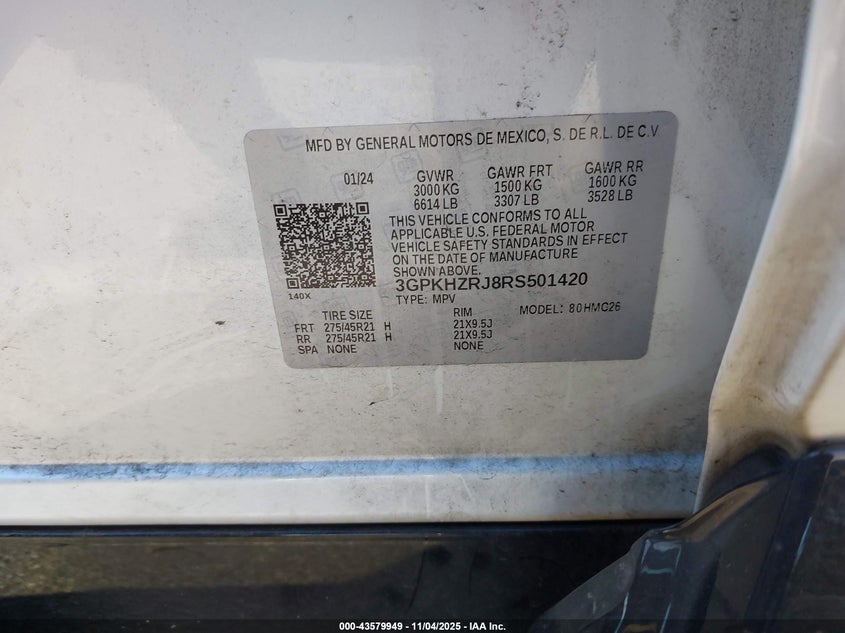 MFD BY GENERAL MOTORS DE MEXICO, S. DE R.L. DE C.V.
01/24 GVWR GAWR FRT GAWR RR
3000 KG 1500 KG 1600 KG
6614 LB 3307 LB 3528 LB
THIS VEHICLE CONFORMS TO ALL
APPLICABLE U.S. FEDERAL MOTOR
VEHICLE SAFETY STANDARDS IN EFFECT
ON THE DATE OF MANUFACTURE
SHOWN ABOVE.
3GPKHZRJ8RS501420
140X
TYPE: MPV MODEL: 80HMC26
TIRE SIZE RIM
FRT 275/45R21 H 21X9.5J
RR 275/45R21 H 21X9.5J
SPA NONE NONE
000-43579949 - 11/04/2025 - IAA Inc.